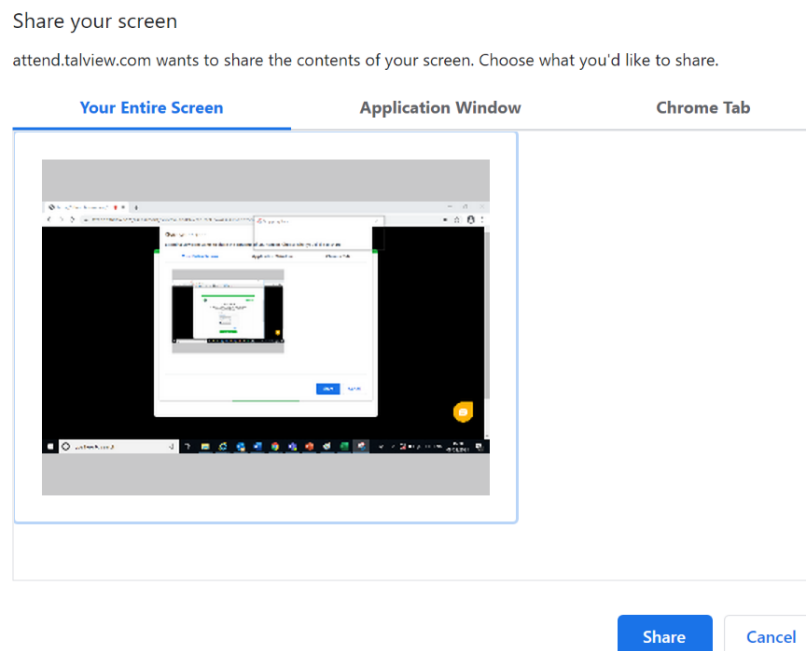 Share your screen
attend.talview.com wants to share the contents of your screen. Choose what you'd like to share.
Your Entire Screen Application Window Chrome Tab
Share Cancel